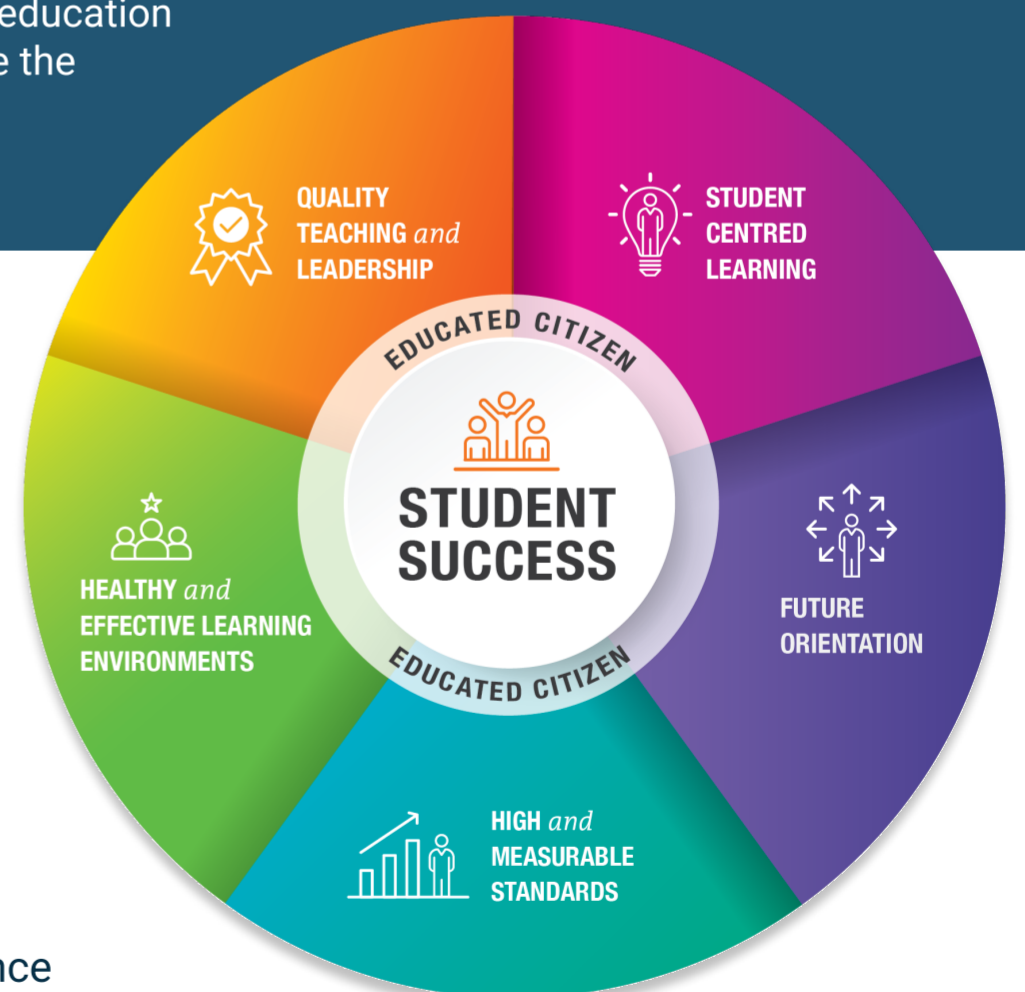 education
e the
QUALITY
TEACHING and
LEADERSHIP
STUDENT
CENTRED
LEARNING
EDUCATED CITIZEN
STUDENT
SUCCESS
HEALTHY and
EFFECTIVE LEARNING
ENVIRONMENTS
FUTURE
ORIENTATION
EDUCATED CITIZEN
HIGH and
MEASURABLE
STANDARDS
nce